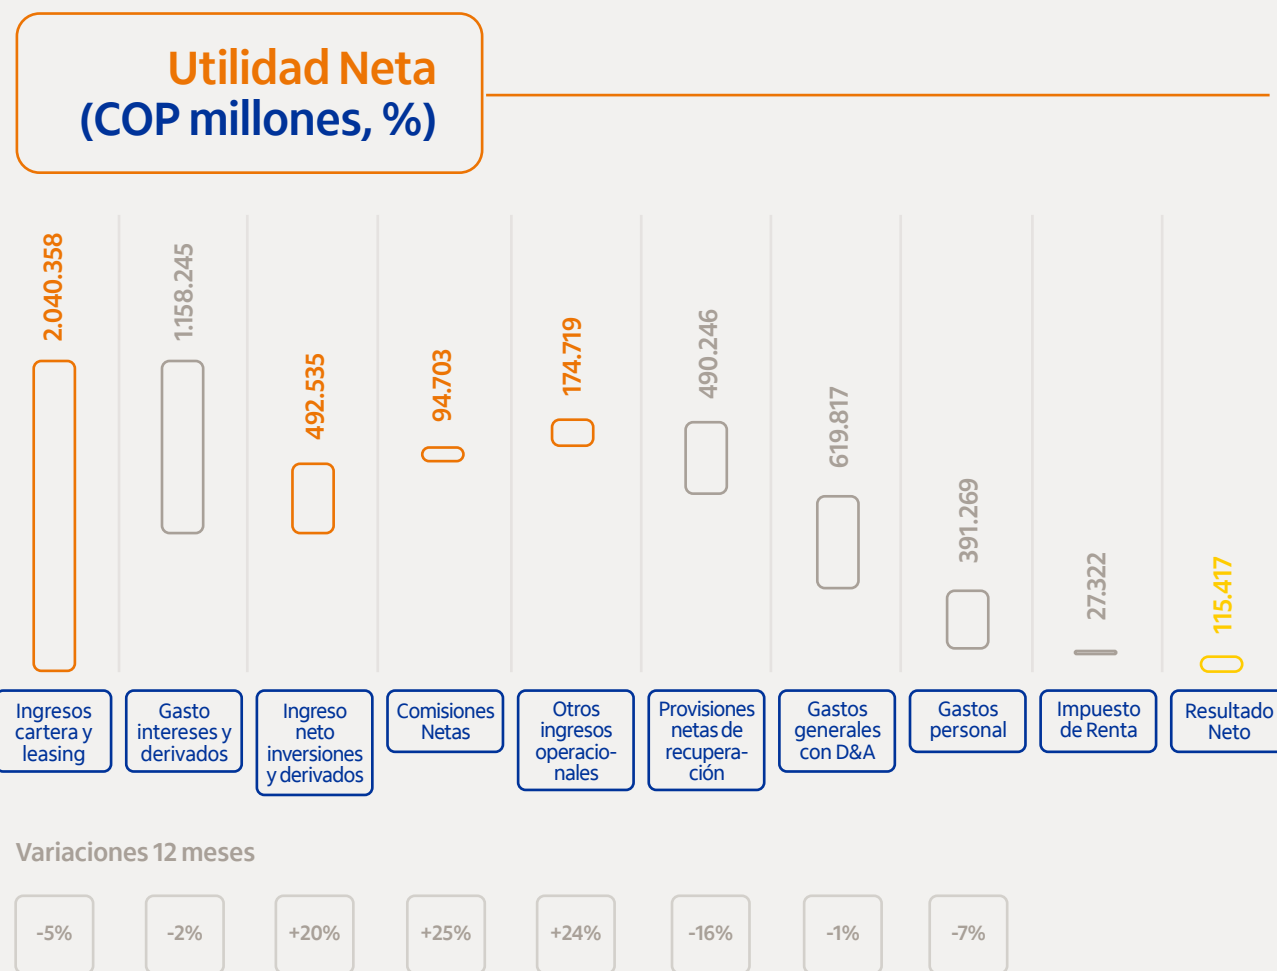 Utilidad Neta
(COP millones, %)
2.040.358
1.158.245
492.535
94.703
174.719
490.246
619.817
391.269
27.322
115.417
Ingresos
cartera y
leasing
Gasto
intereses y
derivados
Ingreso
neto
inversiones
y derivados
Comisiones
Netas
Otros
ingresos
operacio-
nales
Provisiones
netas de
recupera-
ción
Gastos
generales
con D&A
Gastos
personal
Impuesto
de Renta
Resultado
Neto
Variaciones 12 meses
-5%
-2%
+20%
+25%
+24%
-16%
-1%
-7%